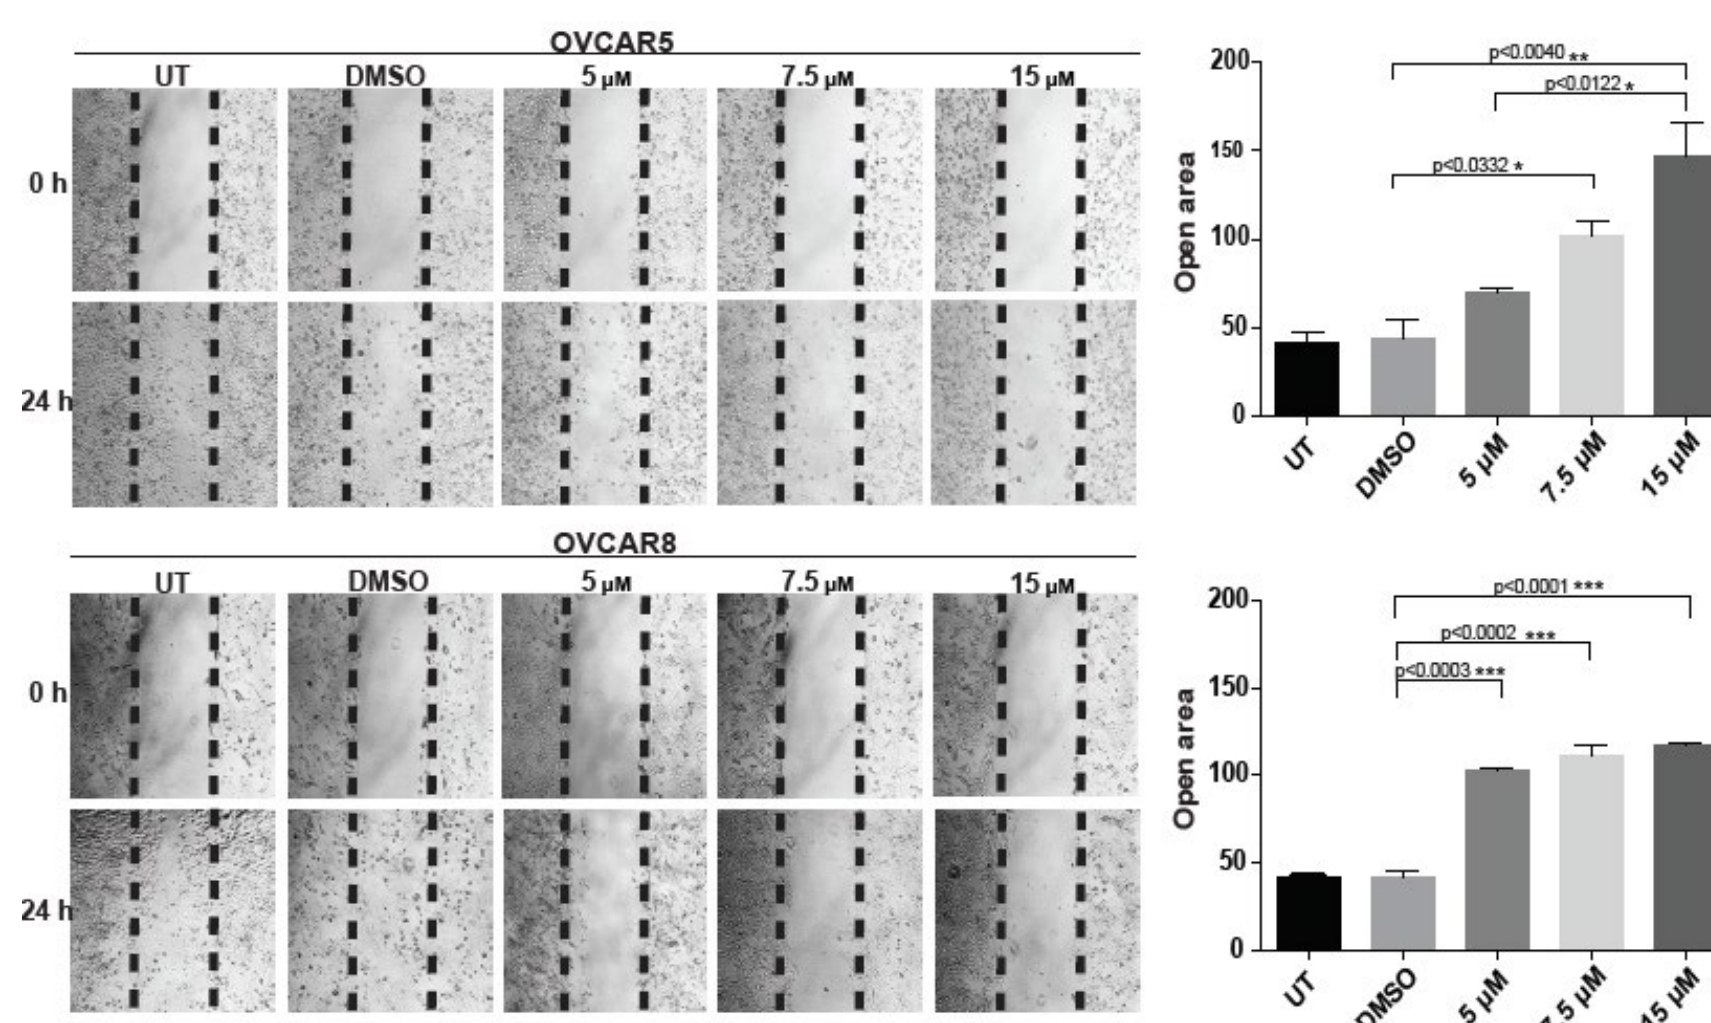 OVCAR5
UT DMSO 5 µM 7.5 µM 15 µM
0 h
24 h
200
150
100
50
0
Open area
p<0.0040 **
p<0.0122 *
p<0.0332 *
UT DMSO 5 µM 7.5 µM 15 µM
OVCAR8
UT DMSO 5 µM 7.5 µM 15 µM
0 h
24 h
200
150
100
50
0
Open area
p<0.0001 ***
p<0.0002 ***
p<0.0003 ***
UT DMSO 5 µM 7.5 µM 15 µM